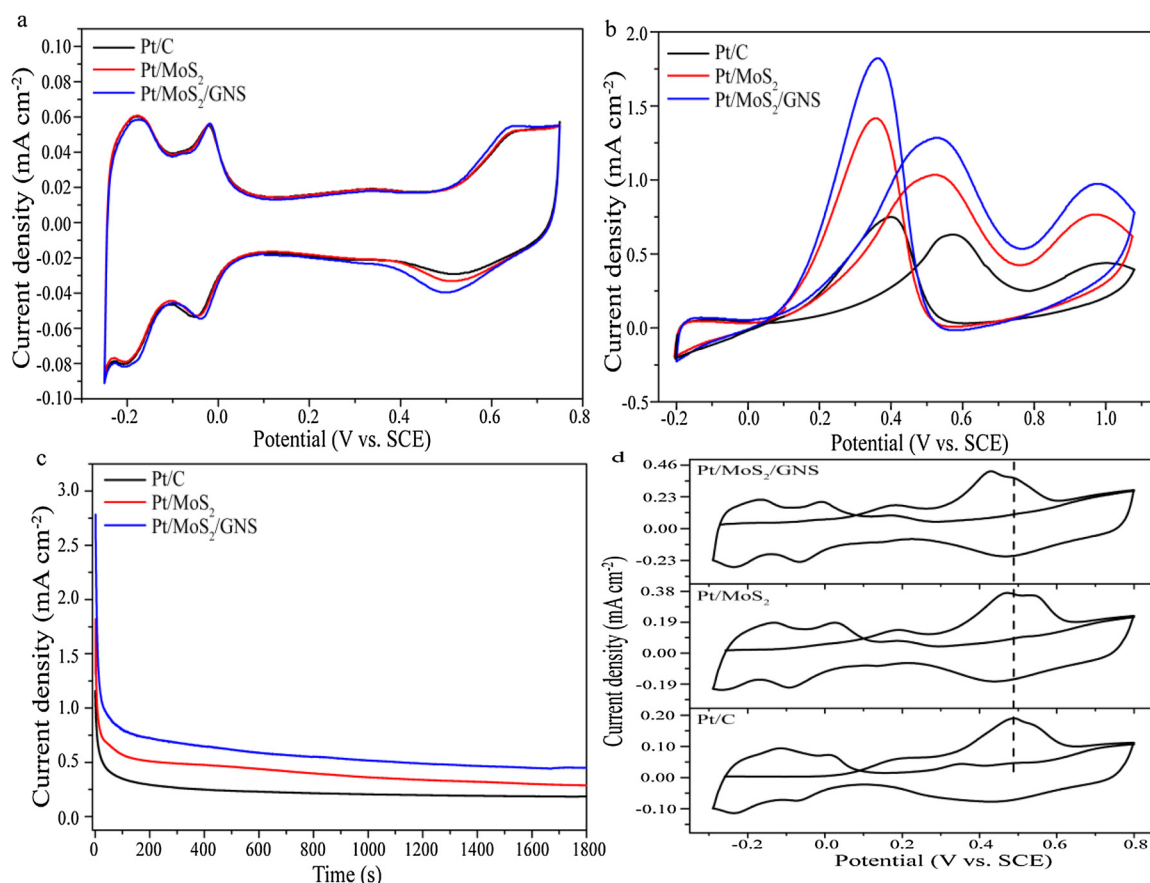 a
Pt/C
Pt/MoS2
Pt/MoS2/GNS
Current density (mA cm-2)
0.10
0.08
0.06
0.04
0.02
0.00
-0.02
-0.04
-0.06
-0.08
-0.10
-0.2
0.0
0.2
0.4
0.6
0.8
Potential (V vs. SCE)
b
Pt/C
Pt/MoS2
Pt/MoS2/GNS
Current density (mA cm-2)
2.0
1.5
1.0
0.5
0.0
-0.5
-0.2
0.0
0.2
0.4
0.6
0.8
1.0
Potential (V vs. SCE)
c
Pt/C
Pt/MoS2
Pt/MoS2/GNS
Current density (mA cm-2)
3.0
2.5
2.0
1.5
1.0
0.5
0.0
0
200
400
600
800
1000
1200
1400
1600
1800
Time (s)
d
Pt/MoS2/GNS
0.46
0.23
0.00
-0.23
Pt/MoS2
0.38
0.19
0.00
-0.19
Pt/C
0.20
0.10
0.00
-0.10
Current density (mA cm-2)
-0.2
0.0
0.2
0.4
0.6
0.8
Potential (V vs. SCE)